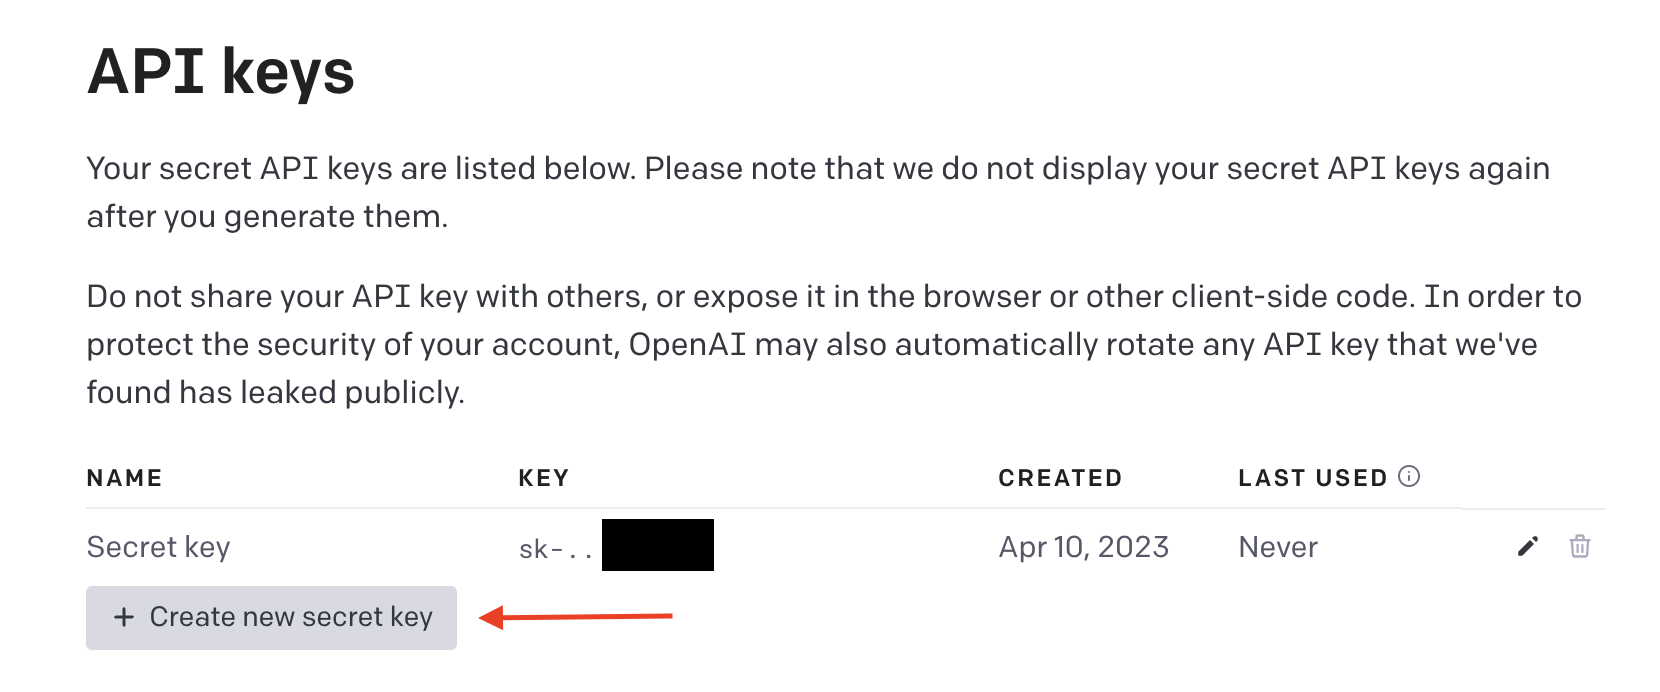 API keys
Your secret API keys are listed below. Please note that we do not display your secret API keys again
after you generate them.
Do not share your API key with others, or expose it in the browser or other client-side code. In order to
protect the security of your account, OpenAI may also automatically rotate any API key that we've
found has leaked publicly.
NAME KEY CREATED LAST USED
Secret key sk-.. Apr 10, 2023 Never
+ Create new secret key